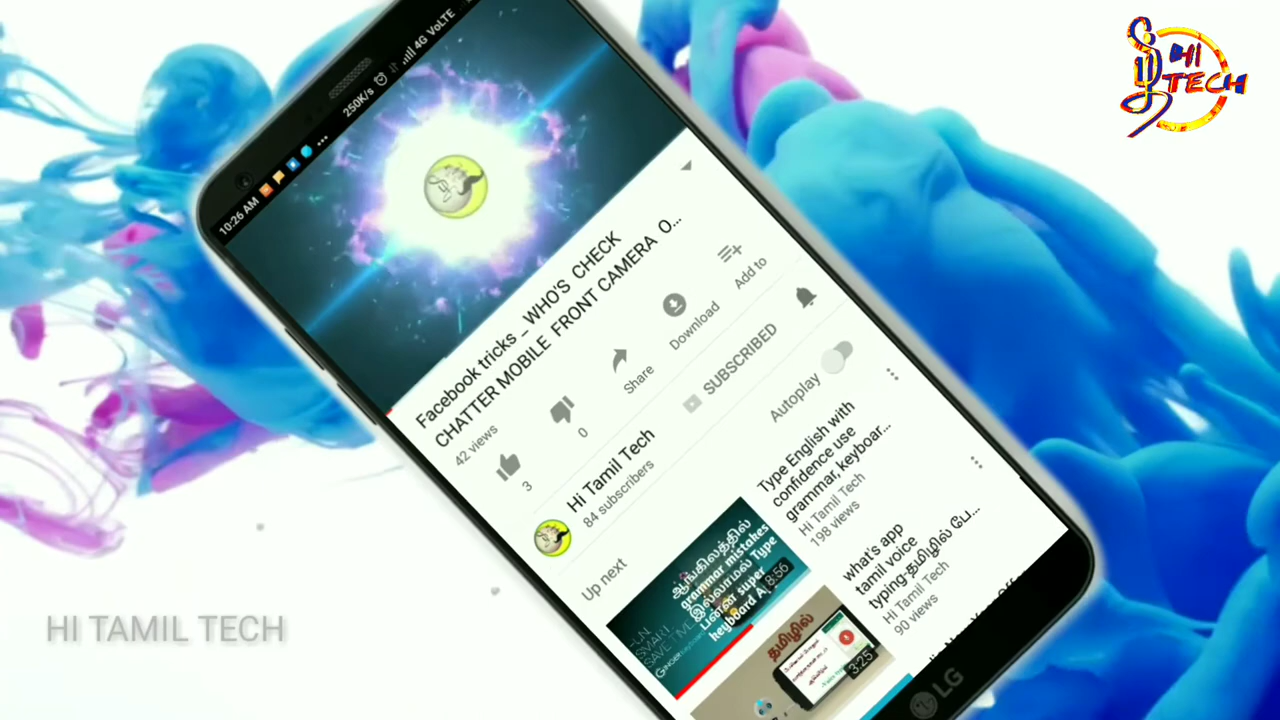 HI
TECH
4G VoLTE
250K/s
10:26 AM
Facebook tricks _ WHO'S CHECK
CHATTER MOBILE FRONT CAMERA O...
42 views
3
0
Share
Download
Add to
Hi Tamil Tech
84 subscribers
SUBSCRIBED
Autoplay
Up next
ஆங்கிலத்தில்
grammar mistakes
இல்லாமல் Type
பன்ன super
keyboard A
8:56
Type English with
confidence use
grammar, keyboar...
Hi Tamil Tech
198 views
தமிழில்
3:25
what's app
tamil voice
typing-தமிழில் பே...
Hi Tamil Tech
90 views
LG
HI TAMIL TECH